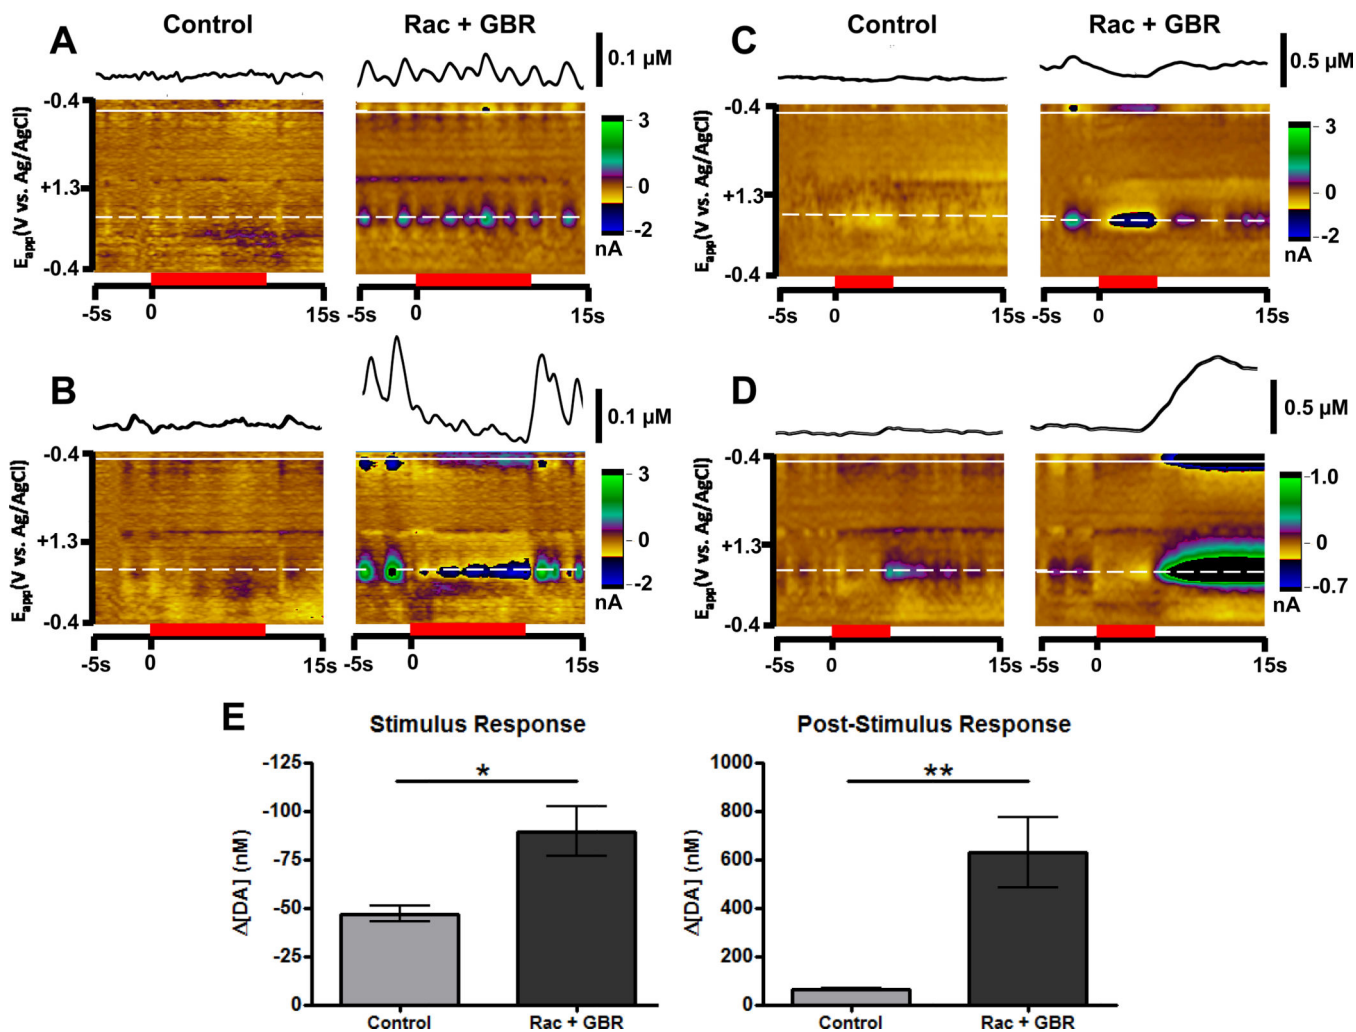 A
Control
Rac + GBR
0.1 µM
Eapp(V vs. Ag/AgCl)
-0.4
+1.3
-0.4
3
0
-2
nA
-5s
0
15s
-5s
0
15s
C
Control
Rac + GBR
0.5 µM
Eapp(V vs. Ag/AgCl)
-0.4
+1.3
-0.4
3
0
-2
nA
-5s
0
15s
-5s
0
15s
B
0.1 µM
Eapp(V vs. Ag/AgCl)
-0.4
+1.3
-0.4
3
0
-2
nA
-5s
0
15s
-5s
0
15s
D
0.5 µM
Eapp(V vs. Ag/AgCl)
-0.4
+1.3
-0.4
1.0
0
-0.7
nA
-5s
0
15s
-5s
0
15s
E
Stimulus Response
Δ[DA] (nM)
-125
-100
-75
-50
-25
0
*
Control
Rac + GBR
Post-Stimulus Response
Δ[DA] (nM)
1000
800
600
400
200
0
**
Control
Rac + GBR